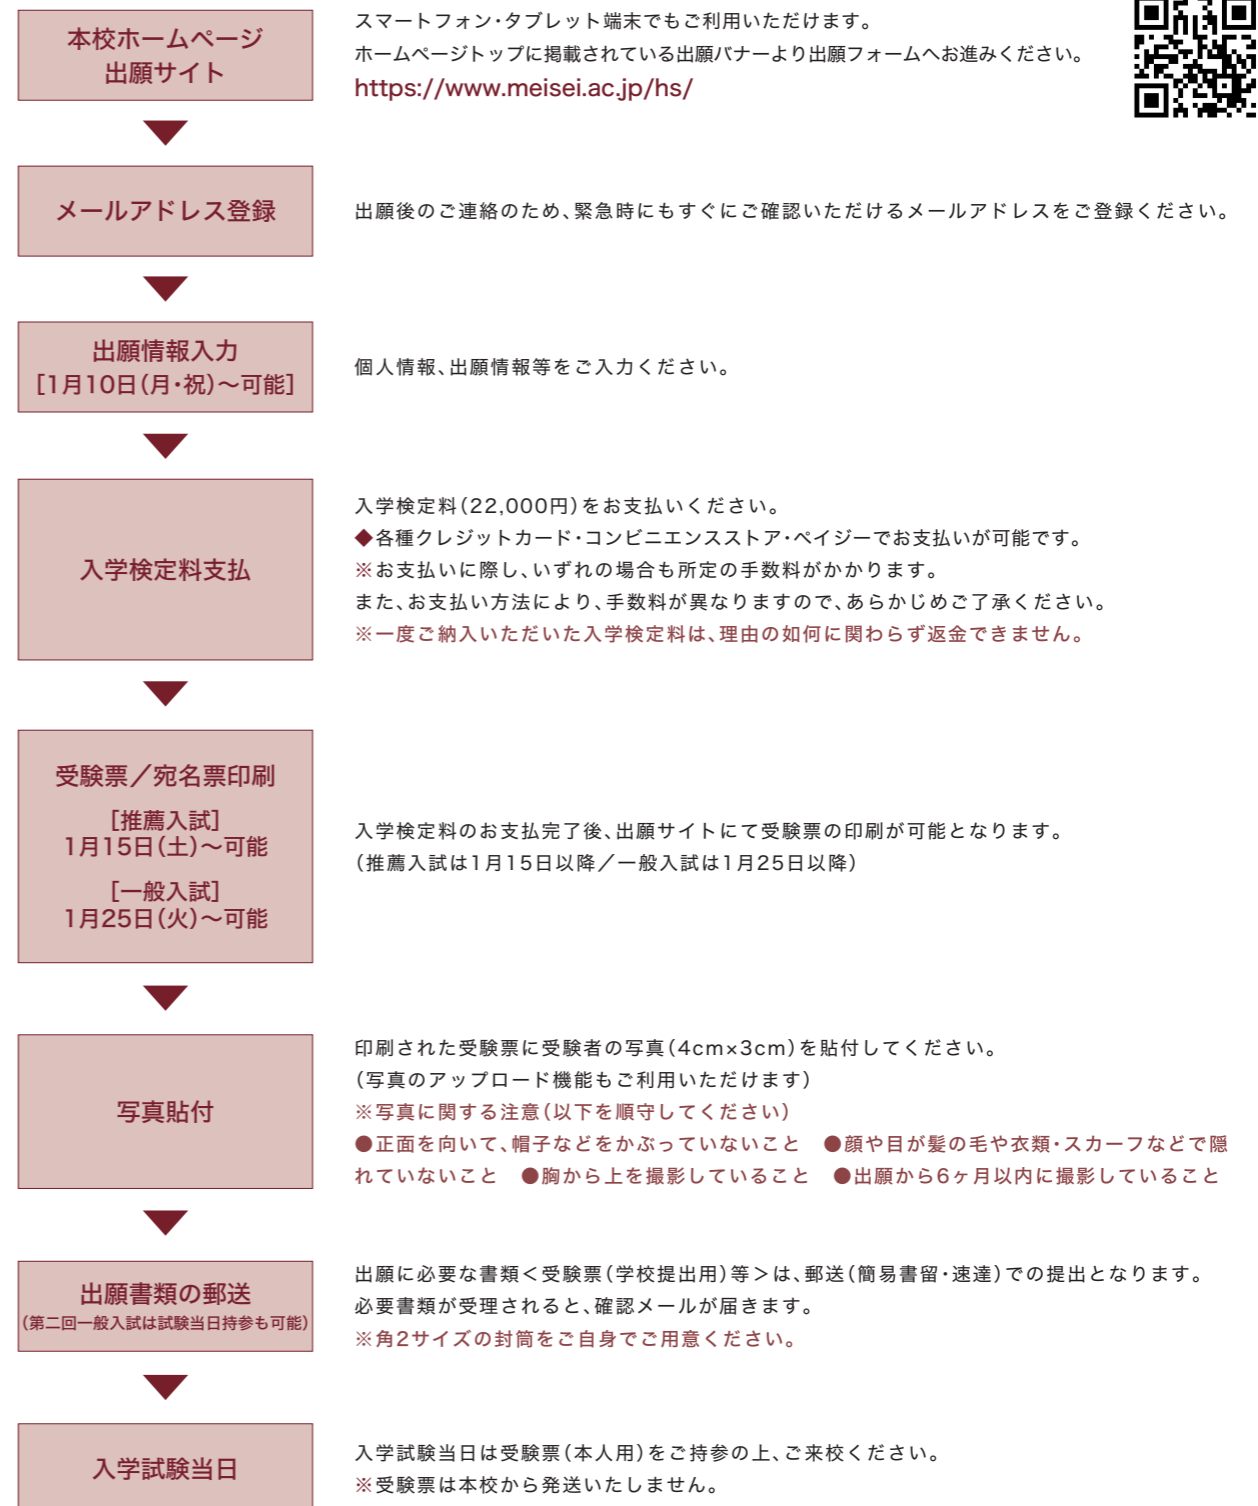 本校ホームページ
出願サイト
スマートフォン・タブレット端末でもご利用いただけます。
ホームページトップに掲載されている出願バナーより出願フォームへお進みください。
https://www.meisei.ac.jp/hs/
メールアドレス登録
出願後のご連絡のため、緊急時にもすぐにご確認いただけるメールアドレスをご登録ください。
出願情報入力
[1月10日(月・祝)～可能]
個人情報、出願情報等をご入力ください。
入学検定料支払
入学検定料(22,000円)をお支払いください。
◆各種クレジットカード・コンビニエンスストア・ペイジーでお支払いが可能です。
※お支払いに際し、いずれの場合も所定の手数料がかかります。
また、お支払い方法により、手数料が異なりますので、あらかじめご了承ください。
※一度ご納入いただいた入学検定料は、理由の如何に関わらず返金できません。
受験票／宛名票印刷
[推薦入試]
1月15日(土)～可能
[一般入試]
1月25日(火)～可能
入学検定料のお支払完了後、出願サイトにて受験票の印刷が可能となります。
(推薦入試は1月15日以降／一般入試は1月25日以降)
写真貼付
印刷された受験票に受験者の写真(4cm×3cm)を貼付してください。
(写真のアップロード機能もご利用いただけます)
※写真に関する注意(以下を順守してください)
●正面を向いて、帽子などをかぶっていないこと　●顔や目が髪の毛や衣類・スカーフなどで隠
れていないこと　●胸から上を撮影していること　●出願から6ヶ月以内に撮影していること
出願書類の郵送
(第二回一般入試は試験当日持参も可能)
出願に必要な書類＜受験票(学校提出用)等＞は、郵送(簡易書留・速達)での提出となります。
必要書類が受理されると、確認メールが届きます。
※角2サイズの封筒をご自身でご用意ください。
入学試験当日
入学試験当日は受験票(本人用)をご持参の上、ご来校ください。
※受験票は本校から発送いたしません。